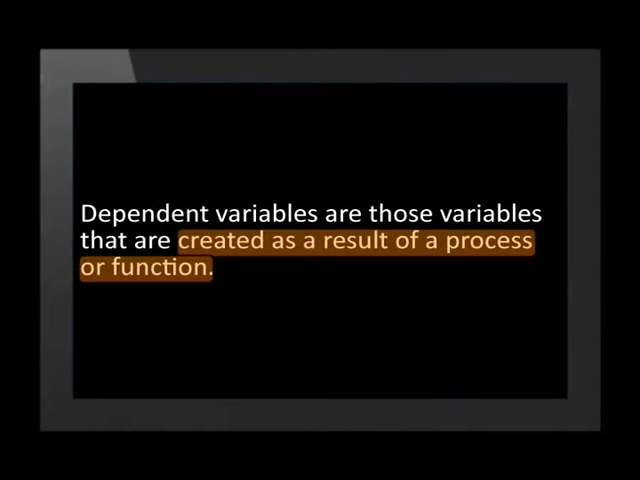 Dependent variables are those variables
that are created as a result of a process
or function.